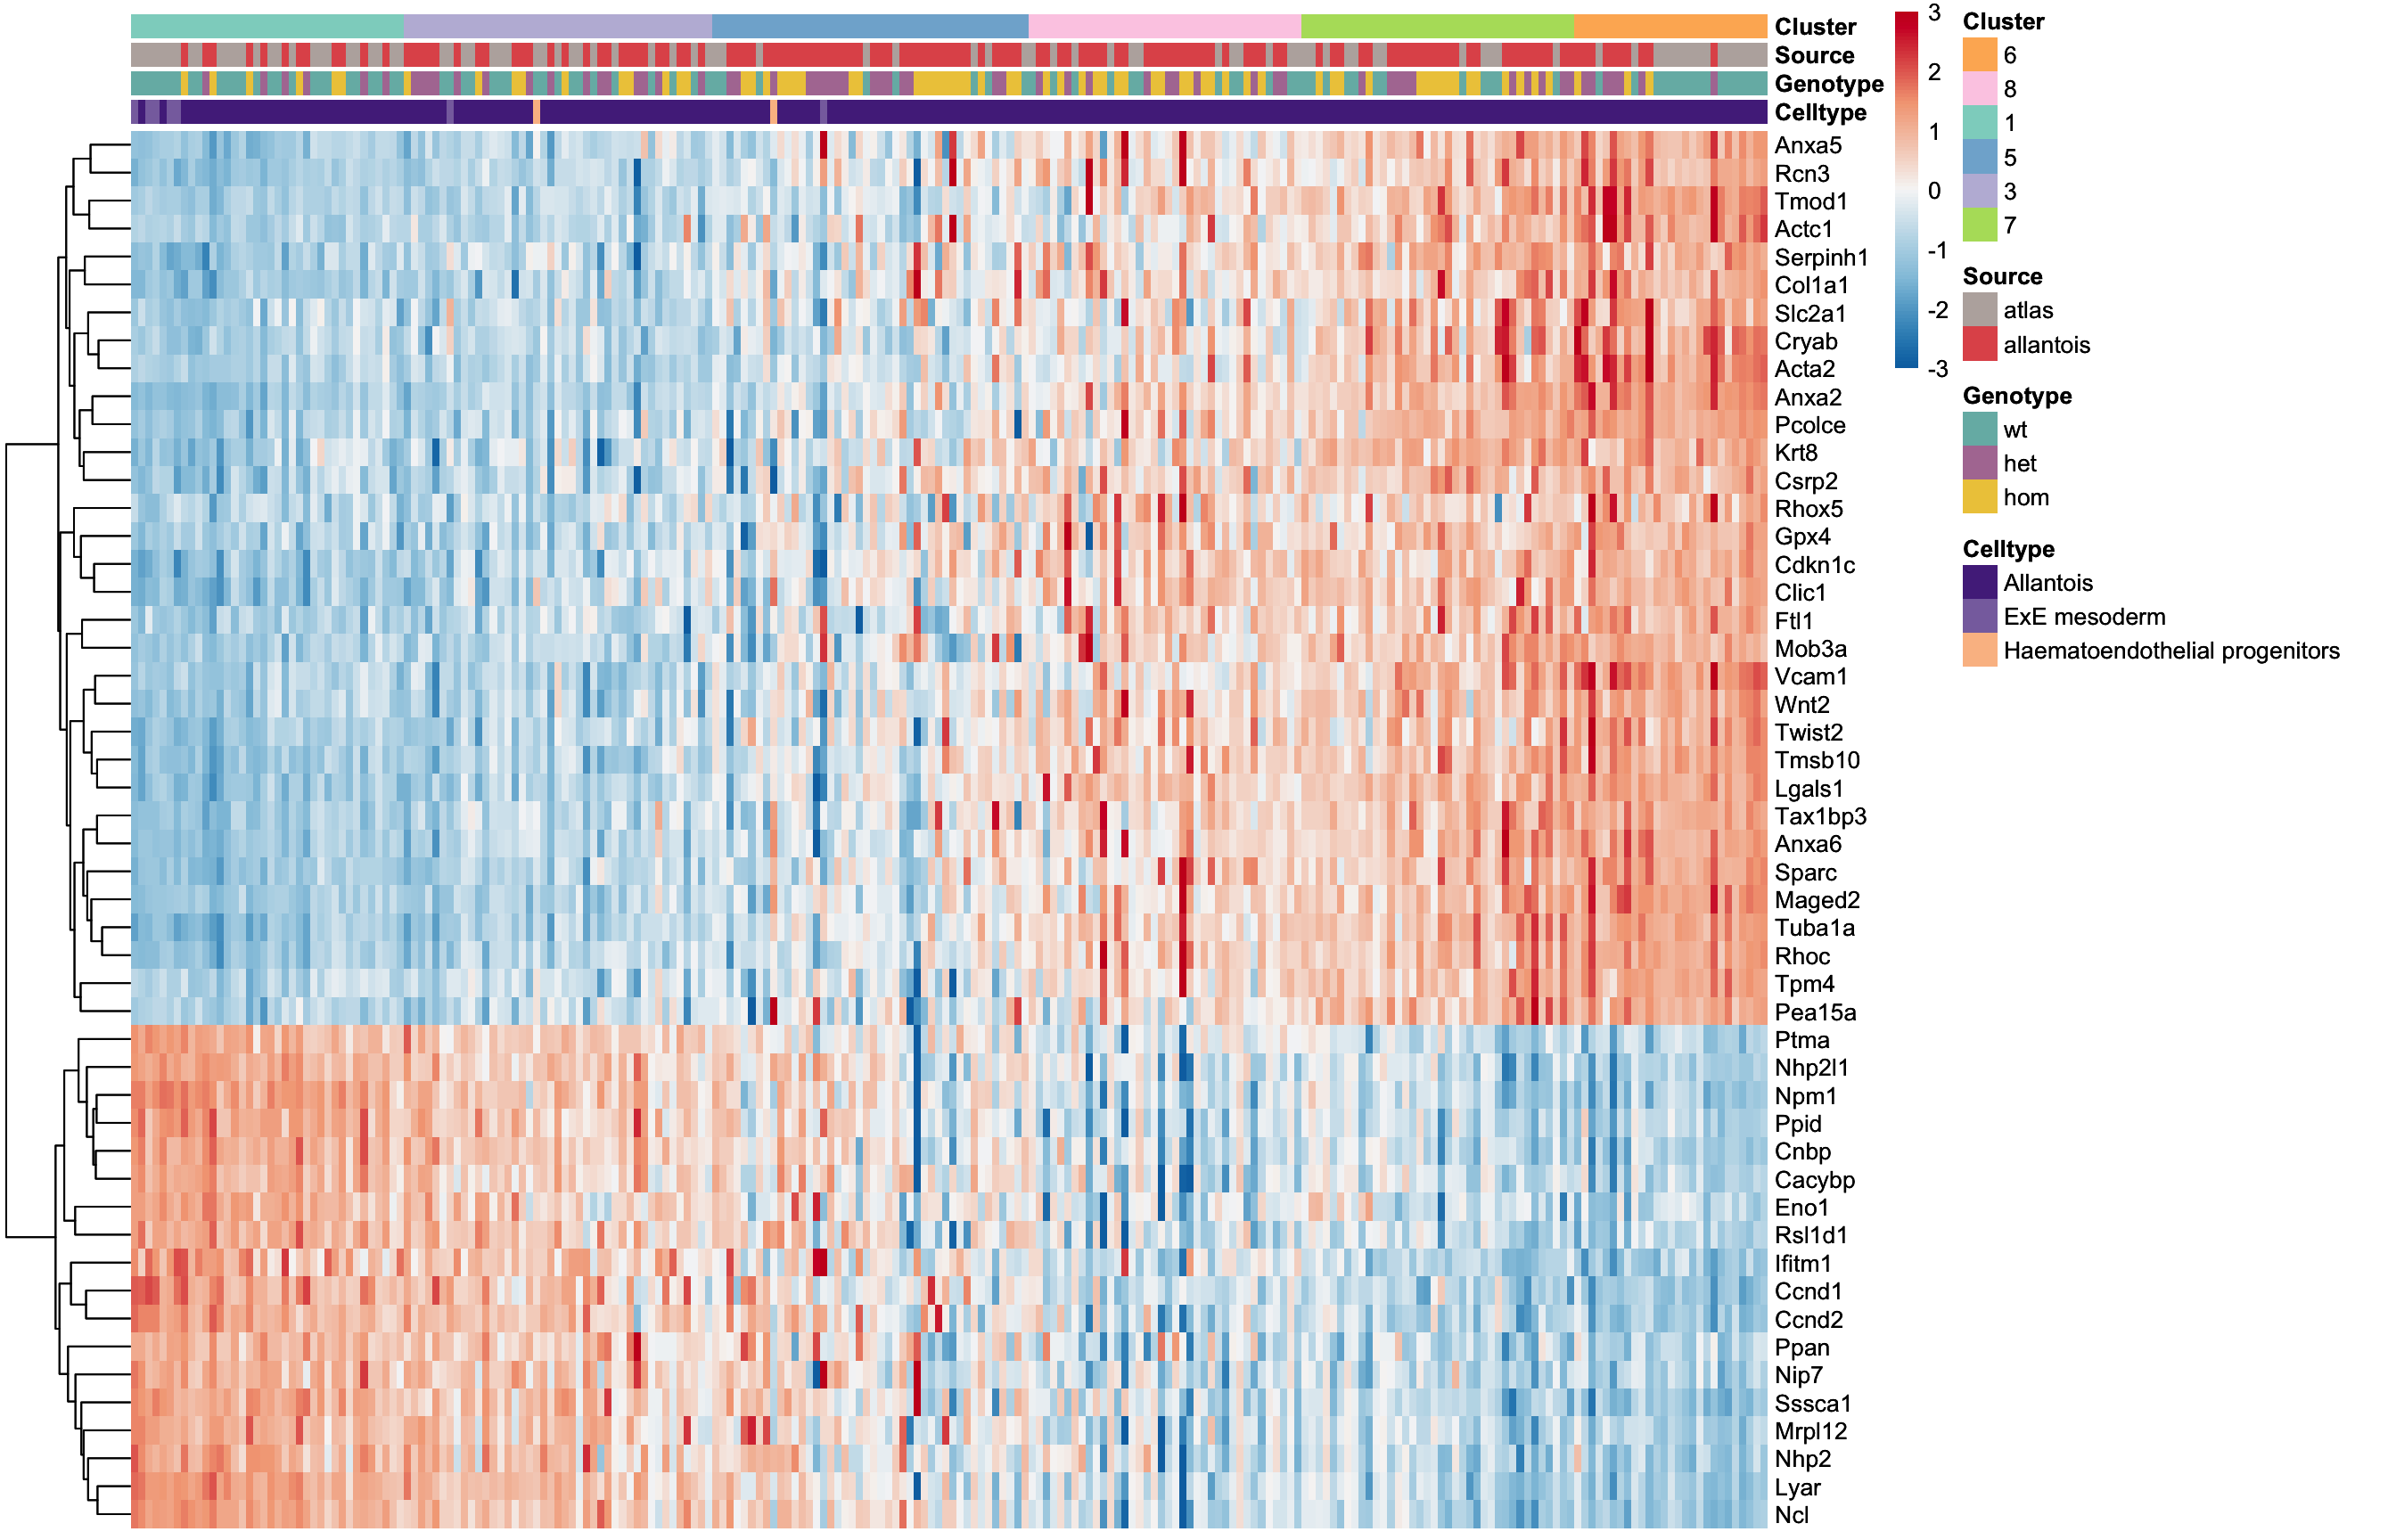 Cluster
Source
Genotype
Celltype
Anxa5
Rcn3
Tmod1
Actc1
Serpinh1
Col1a1
Slc2a1
Cryab
Acta2
Anxa2
Pcolce
Krt8
Csrp2
Rhox5
Gpx4
Cdkn1c
Clic1
Ftl1
Mob3a
Vcam1
Wnt2
Twist2
Tmsb10
Lgals1
Tax1bp3
Anxa6
Sparc
Maged2
Tuba1a
Rhoc
Tpm4
Pea15a
Ptma
Nhp2l1
Npm1
Ppid
Cnbp
Cacybp
Eno1
Rsl1d1
Ifitm1
Ccnd1
Ccnd2
Ppan
Nip7
Sssca1
Mrpl12
Nhp2
Lyar
Ncl
3
2
1
0
-1
-2
-3
Cluster
6
8
1
5
3
7
Source
atlas
allantois
Genotype
wt
het
hom
Celltype
Allantois
ExE mesoderm
Haematoendothelial progenitors